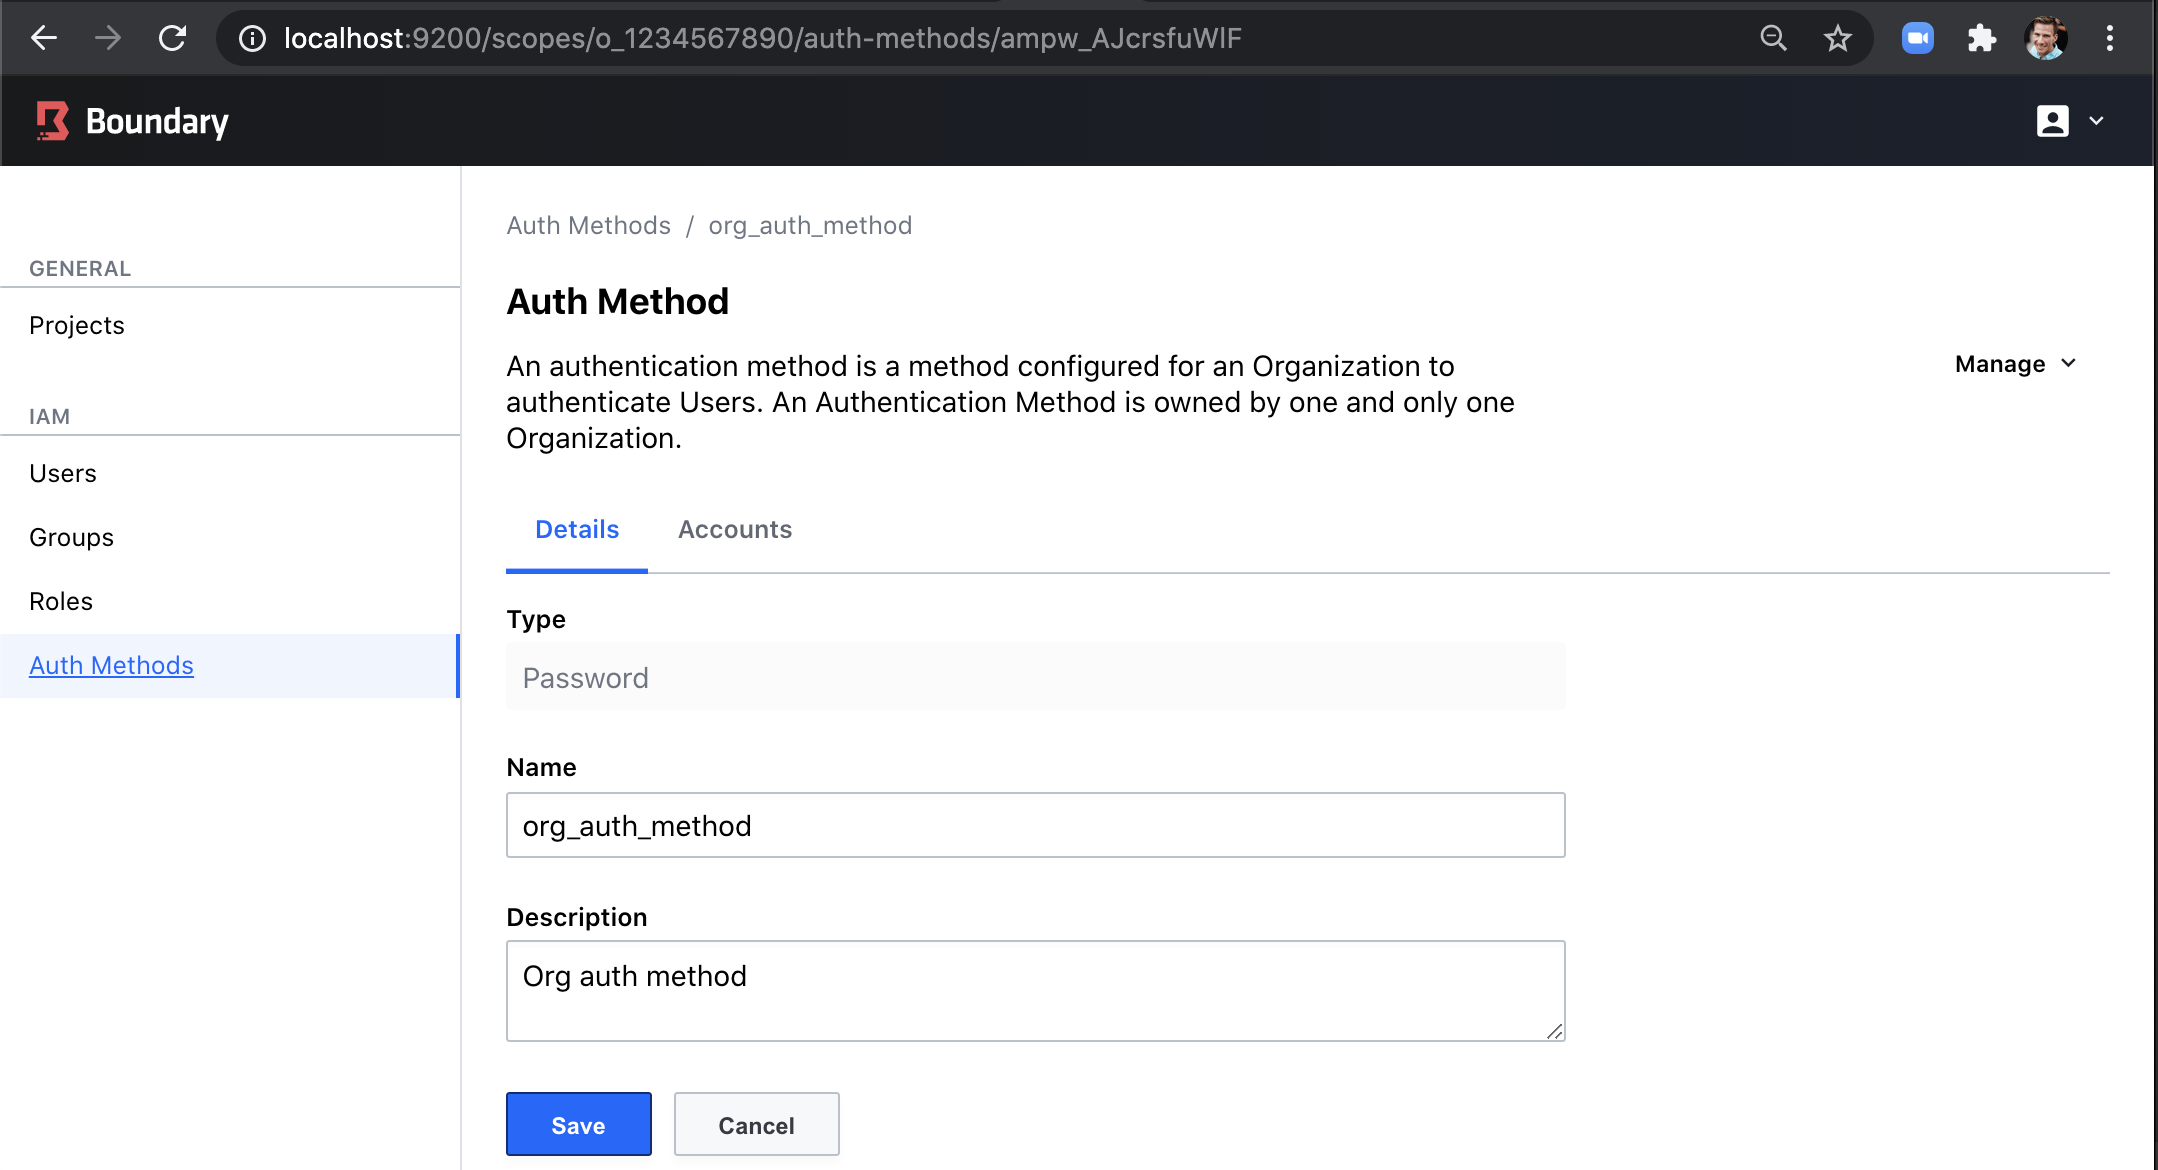 localhost:9200/scopes/o_1234567890/auth-methods/ampw_AJcrsfuWlF
Boundary
GENERAL
Projects
IAM
Users
Groups
Roles
Auth Methods
Auth Methods / org_auth_method
Auth Method
An authentication method is a method configured for an Organization to
authenticate Users. An Authentication Method is owned by one and only one
Organization.
Manage
Details Accounts
Type
Password
Name
org_auth_method
Description
Org auth method
Save Cancel